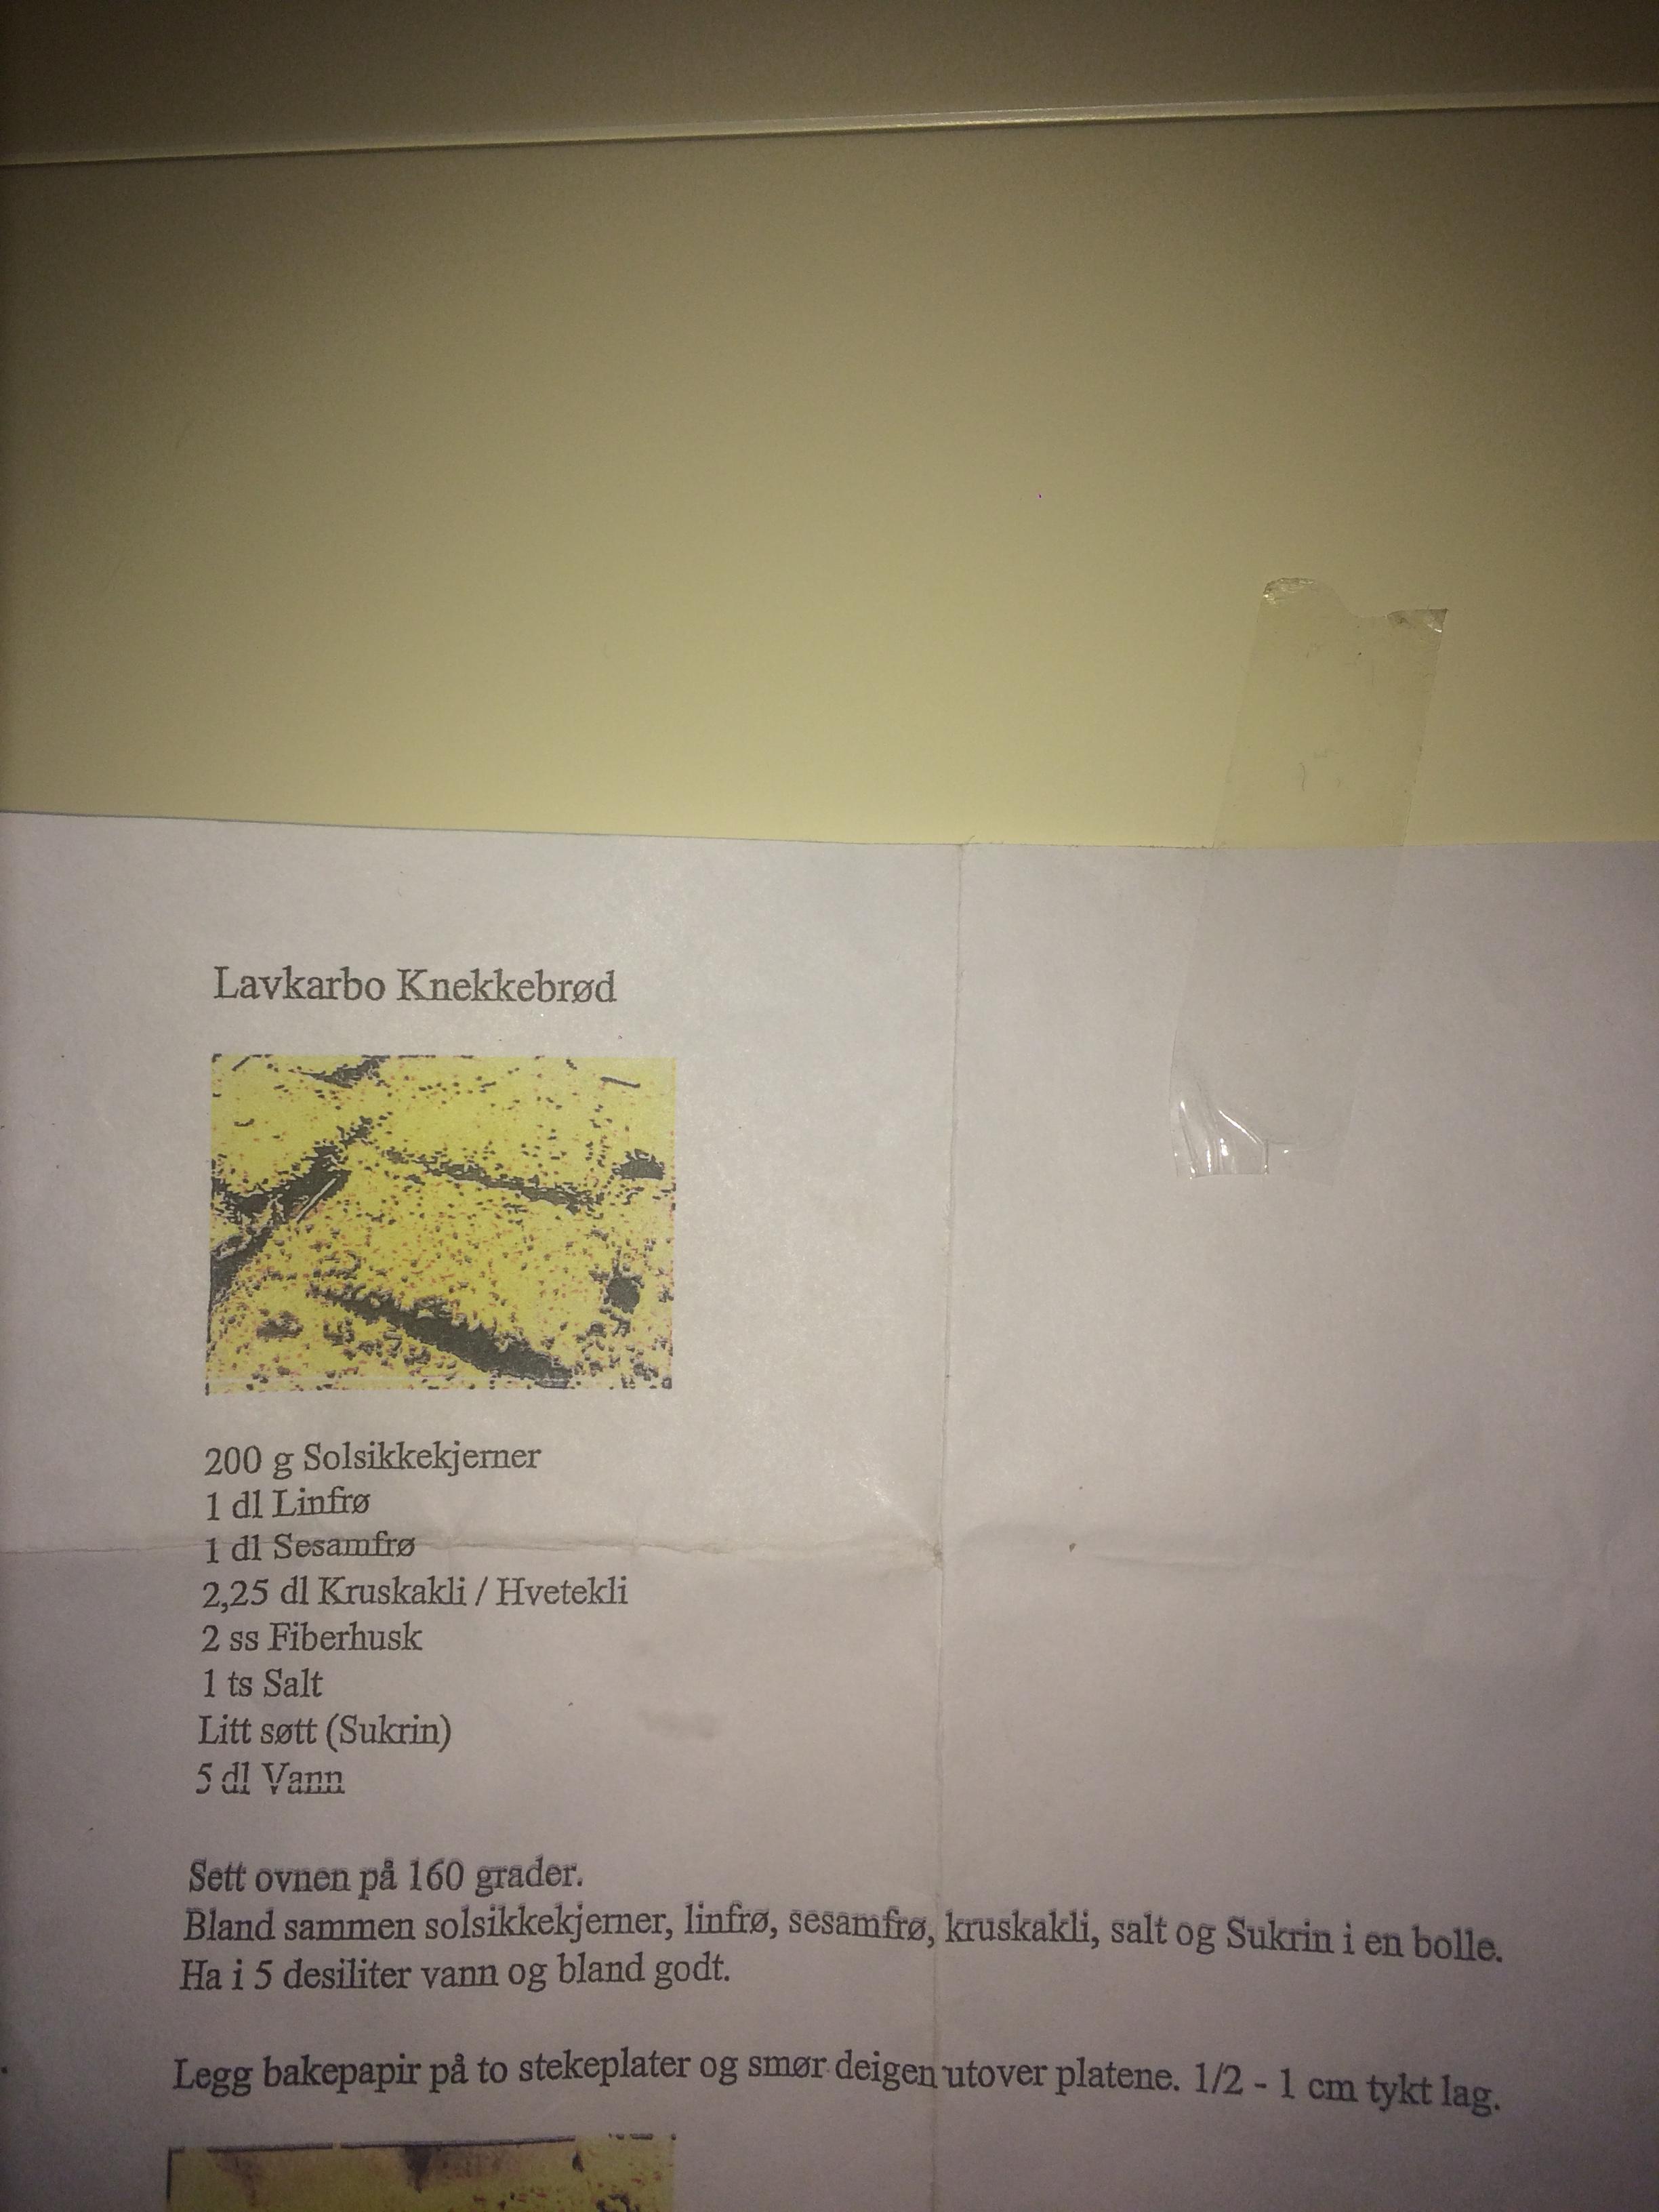 Lavkarbo Knekkebrød
200 g Solsikkekjerner
1 dl Linfrø
1 dl Sesamfrø
2,25 dl Kruskakli / Hvetekli
2 ss Fiberhusk
1 ts Salt
Litt søtt (Sukrin)
5 dl Vann
Sett ovnen på 160 grader.
Bland sammen solsikkekjerner, linfrø, sesamfrø, kruskakli, salt og Sukrin i en bolle.
Ha i 5 desiliter vann og bland godt.
Legg bakepapir på to stekeplater og smør deigen utover platene. 1/2 - 1 cm tykt lag.